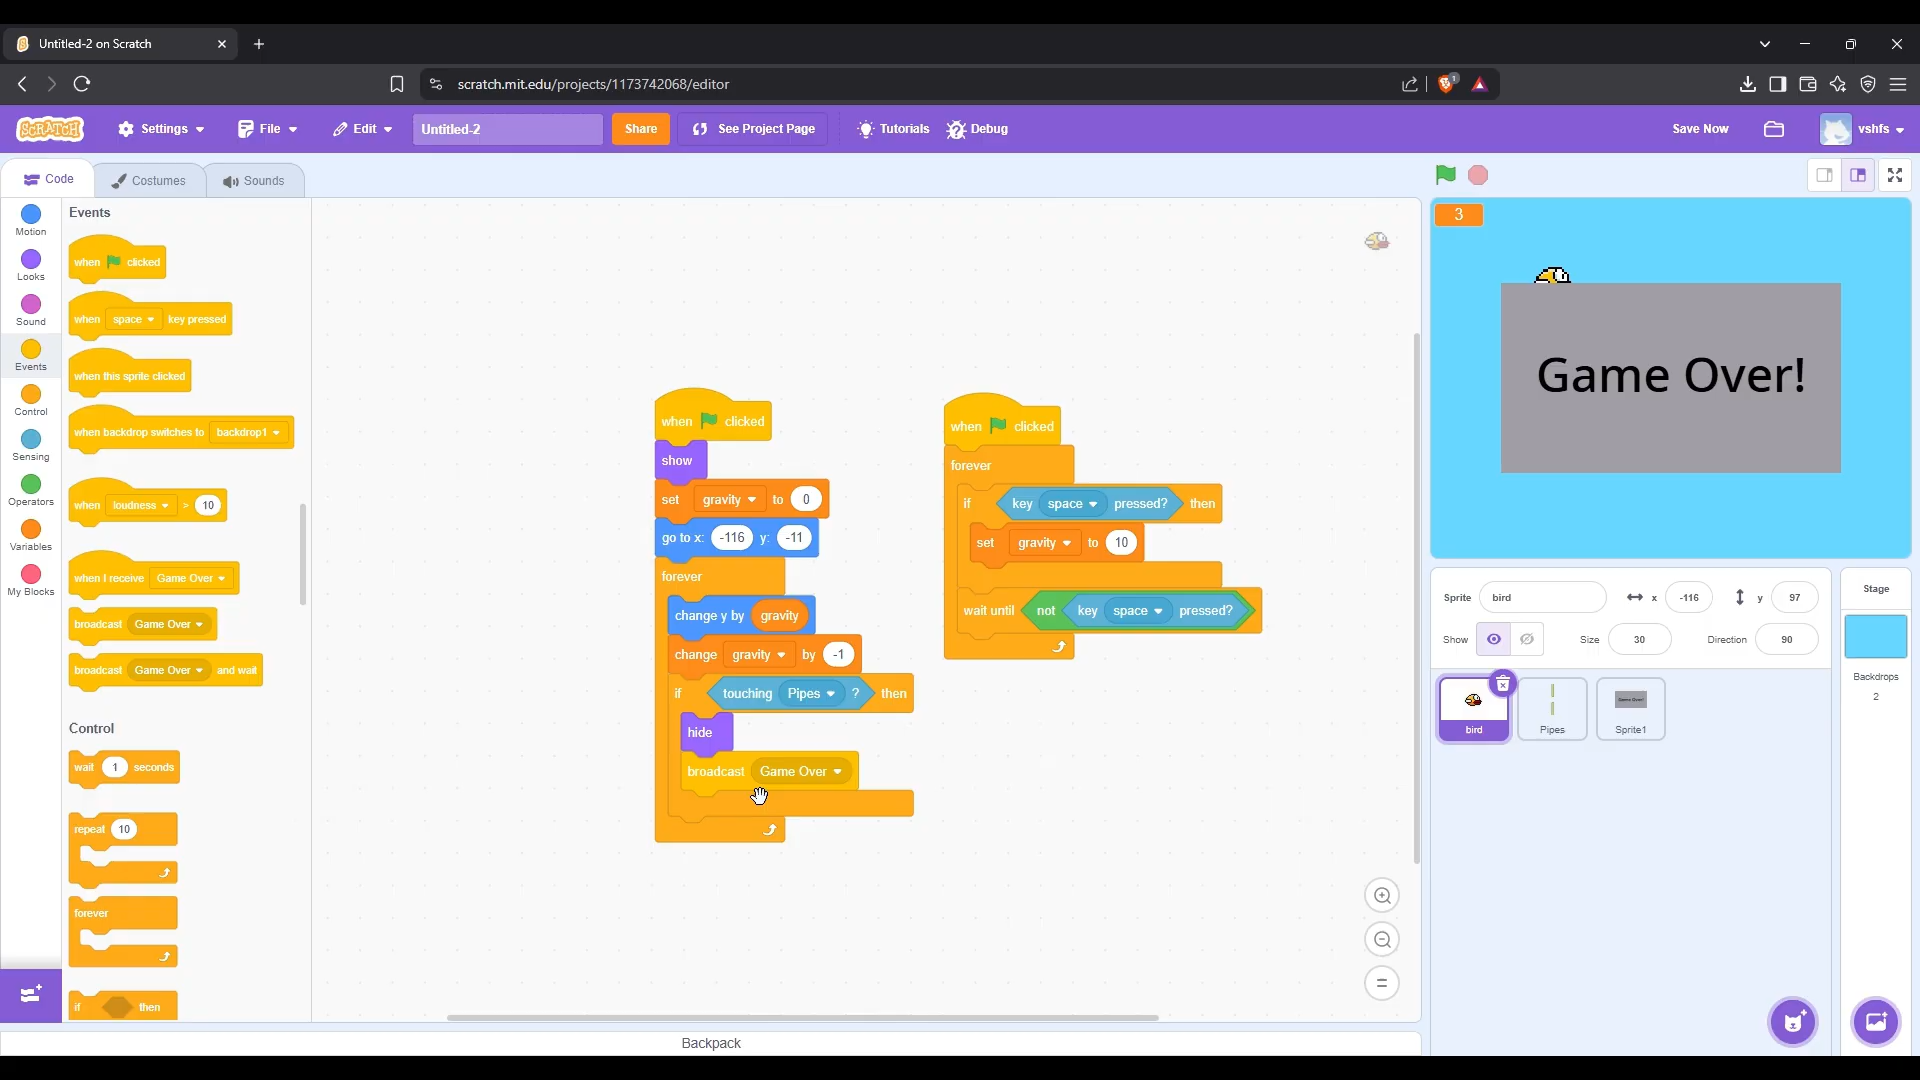 Untitled-2 on Scratch
scratch.mit.edu/projects/1173742068/editor
1
SCRATCH
Settings
File
Edit
Untitled-2
Share
See Project Page
Tutorials
Debug
Save Now
vshfs
Code
Costumes
Sounds
Motion
Looks
Sound
Events
Control
Sensing
Operators
Variables
My Blocks
Events
when clicked
when space key pressed
when this sprite clicked
when backdrop switches to backdrop1
when loudness > 10
when I receive Game Over
broadcast Game Over
broadcast Game Over and wait
Control
wait 1 seconds
repeat 10
forever
if then
when clicked
show
set gravity to 0
go to x: -116 y: -11
forever
change y by gravity
change gravity by -1
if touching Pipes ? then
hide
broadcast Game Over
when clicked
forever
if key space pressed? then
set gravity to 10
wait until not key space pressed?
3
Game Over!
Sprite bird x -116 y 97
Show Size 30 Direction 90
bird
Pipes
Game Over!
Sprite1
Stage
Backdrops
2
Backpack